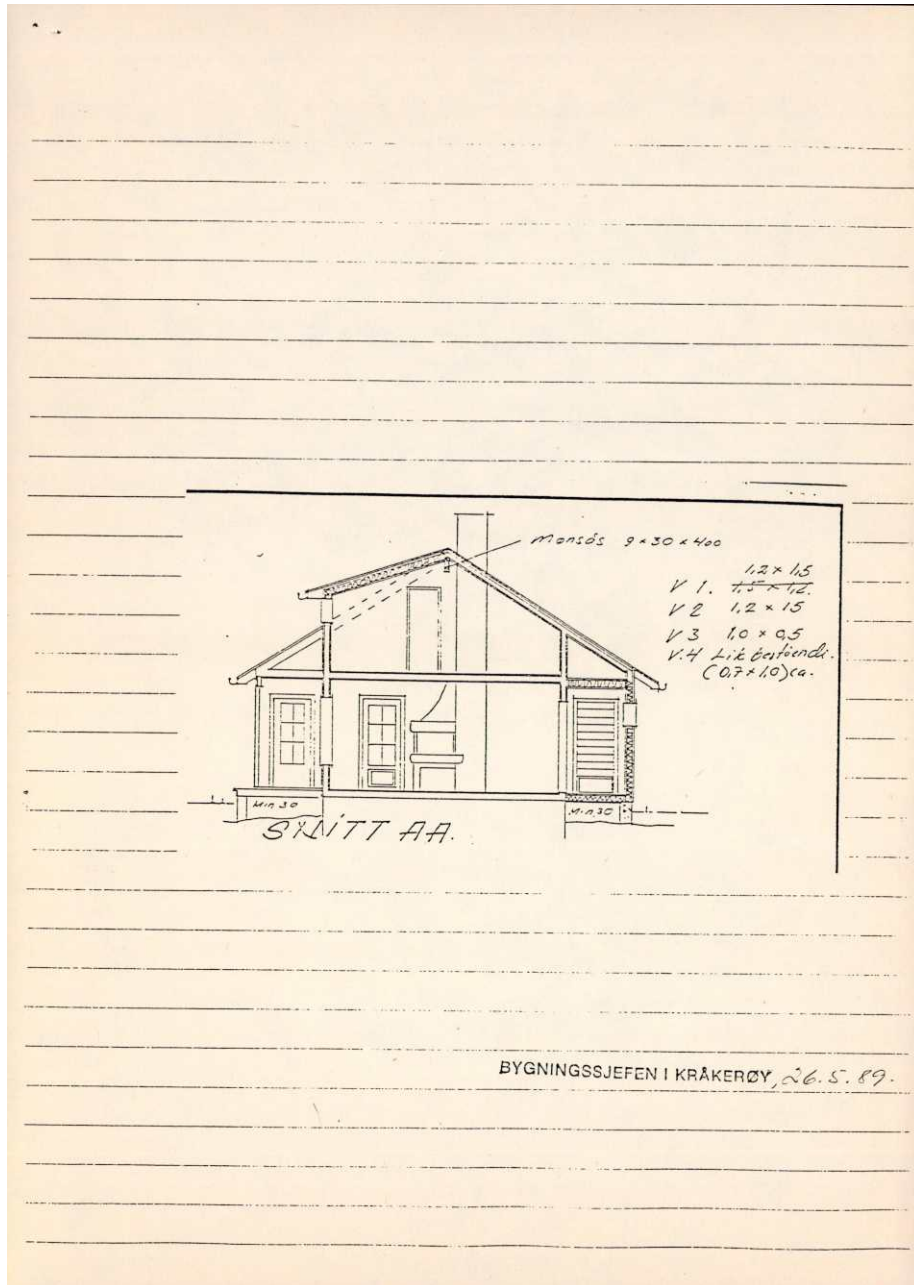 Mønsås 9 x 30 x 400
1,2 x 1,5
V 1. 1,5 x 1,2.
V 2 1,2 x 15
V 3 1,0 x 0,5
V.4 Lik bestående.
(0,7 x 1,0) ca.
Min 30
Min 30
SNITT AA.
BYGNINGSSJEFEN I KRÅKERØY, 26.5.89.